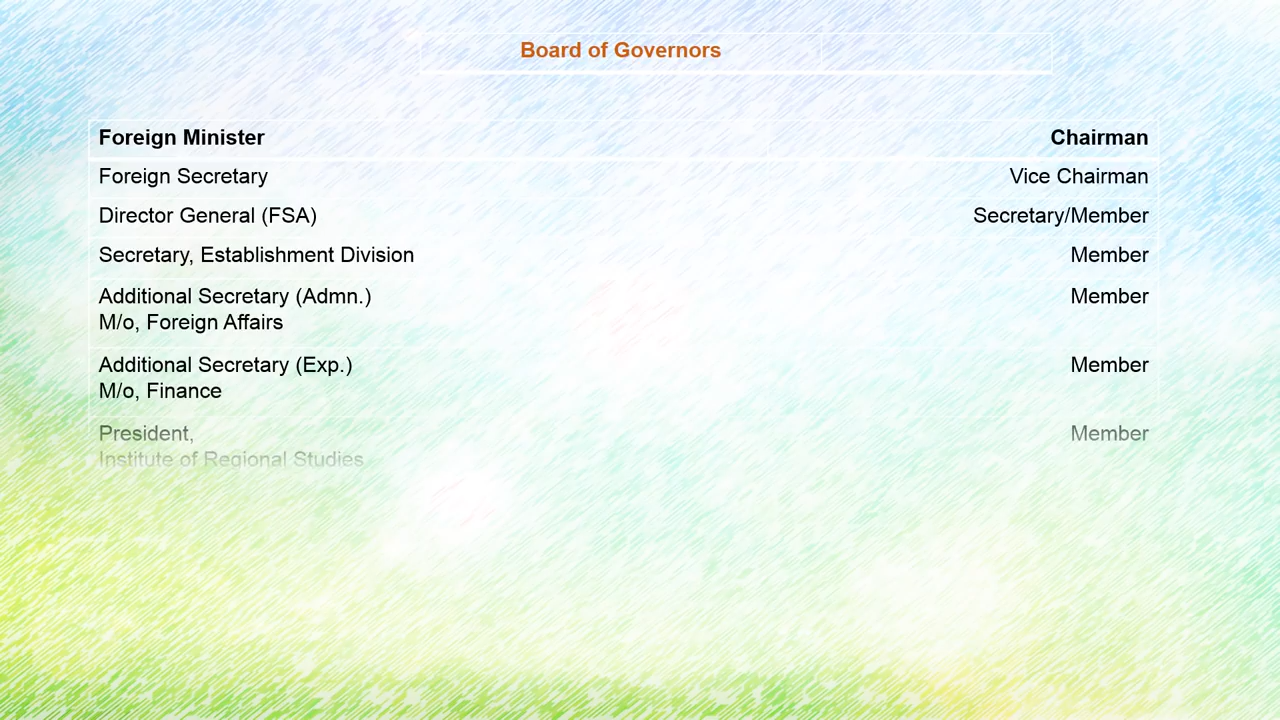 Board of Governors
Foreign Minister Chairman
Foreign Secretary Vice Chairman
Director General (FSA) Secretary/Member
Secretary, Establishment Division Member
Additional Secretary (Admn.) Member
M/o, Foreign Affairs
Additional Secretary (Exp.) Member
M/o, Finance
President, Member
Institute of Regional Studies